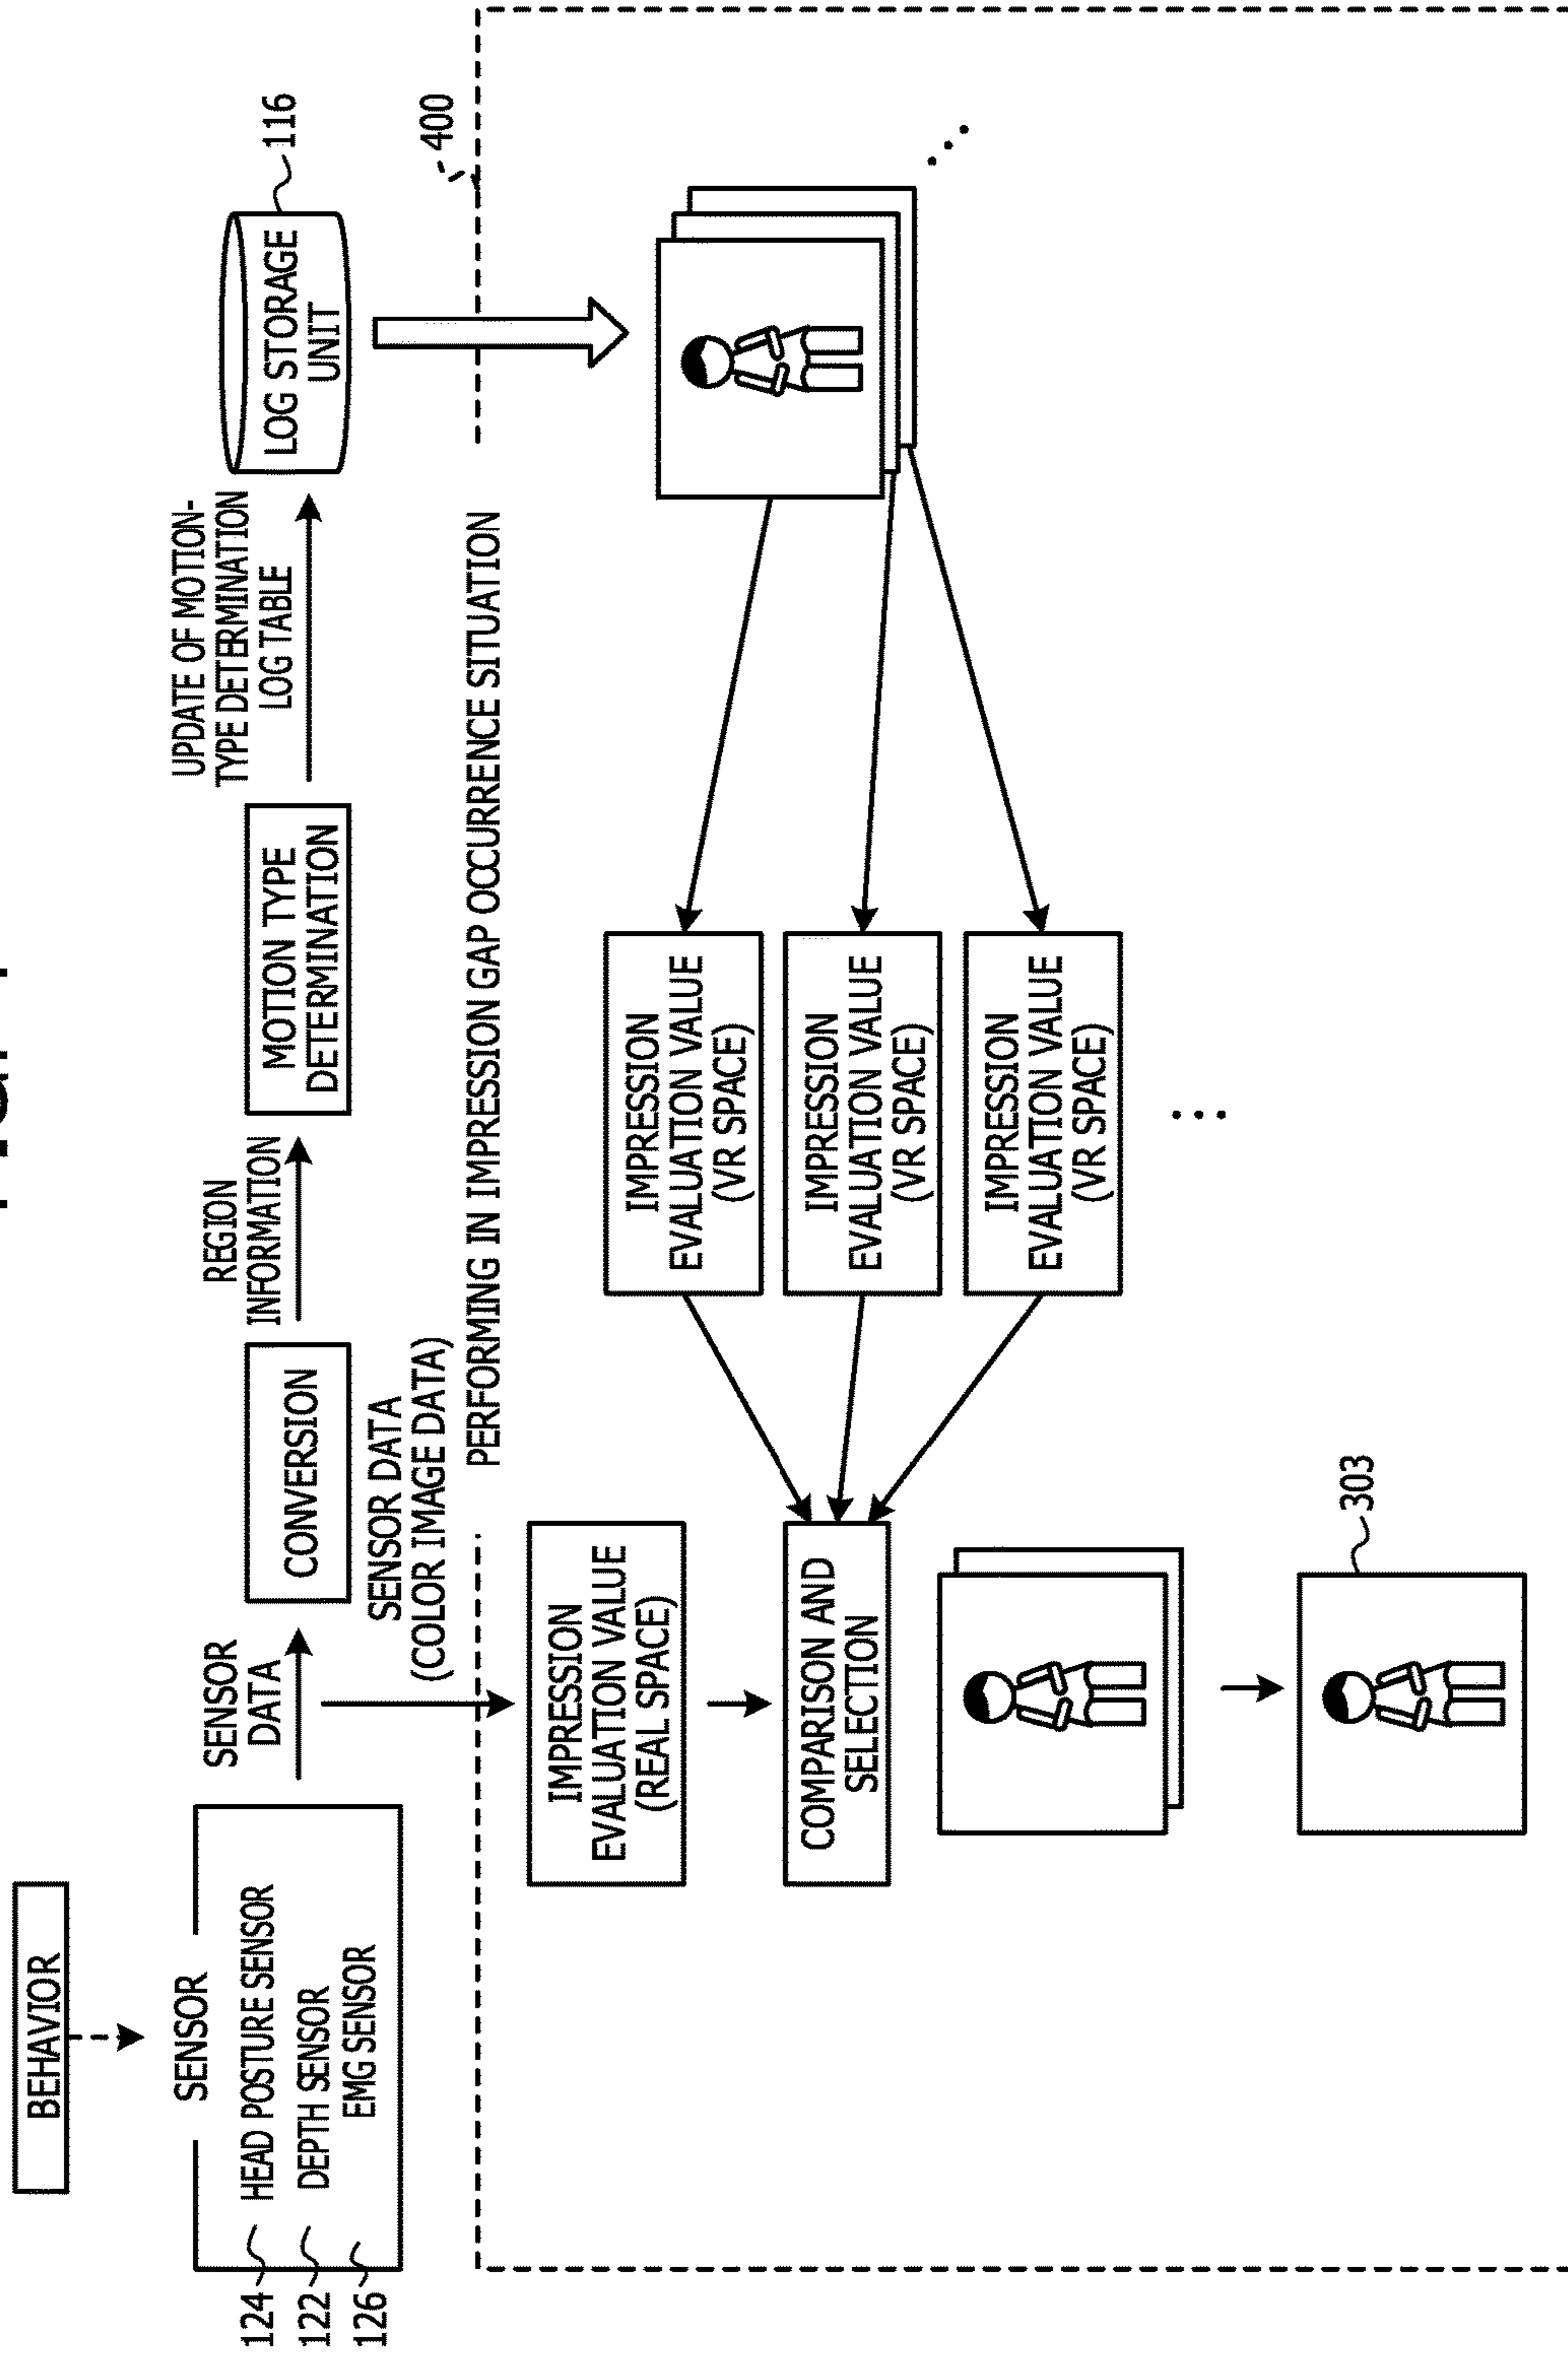 BEHAVIOR
SENSOR
124
HEAD POSTURE SENSOR
122
DEPTH SENSOR
126
EMG SENSOR
SENSOR
DATA
CONVERSION
REGION
INFORMATION
MOTION TYPE
DETERMINATION
UPDATE OF MOTION-
TYPE DETERMINATION
LOG TABLE
LOG STORAGE
UNIT
116
SENSOR DATA
(COLOR IMAGE DATA)
PERFORMING IN IMPRESSION GAP OCCURRENCE SITUATION
400
IMPRESSION
EVALUATION VALUE
(REAL SPACE)
IMPRESSION
EVALUATION VALUE
(VR SPACE)
COMPARISON AND
SELECTION
IMPRESSION
EVALUATION VALUE
(VR SPACE)
IMPRESSION
EVALUATION VALUE
(VR SPACE)
303